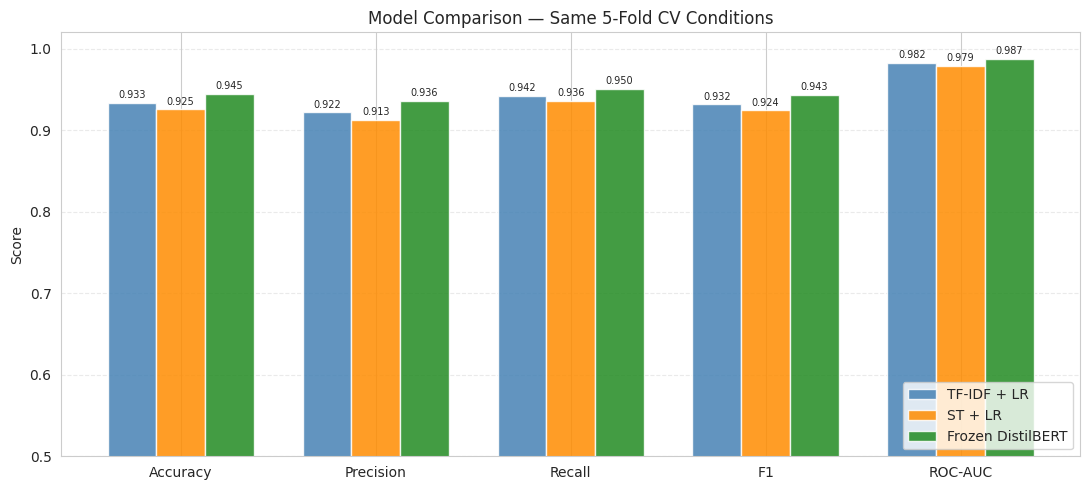 Model Comparison — Same 5-Fold CV Conditions
Score
1.0
0.9
0.8
0.7
0.6
0.5
0.933
0.925
0.945
0.922
0.913
0.936
0.942
0.936
0.950
0.932
0.924
0.943
0.982
0.979
0.987
Accuracy
Precision
Recall
F1
ROC-AUC
TF-IDF + LR
ST + LR
Frozen DistilBERT